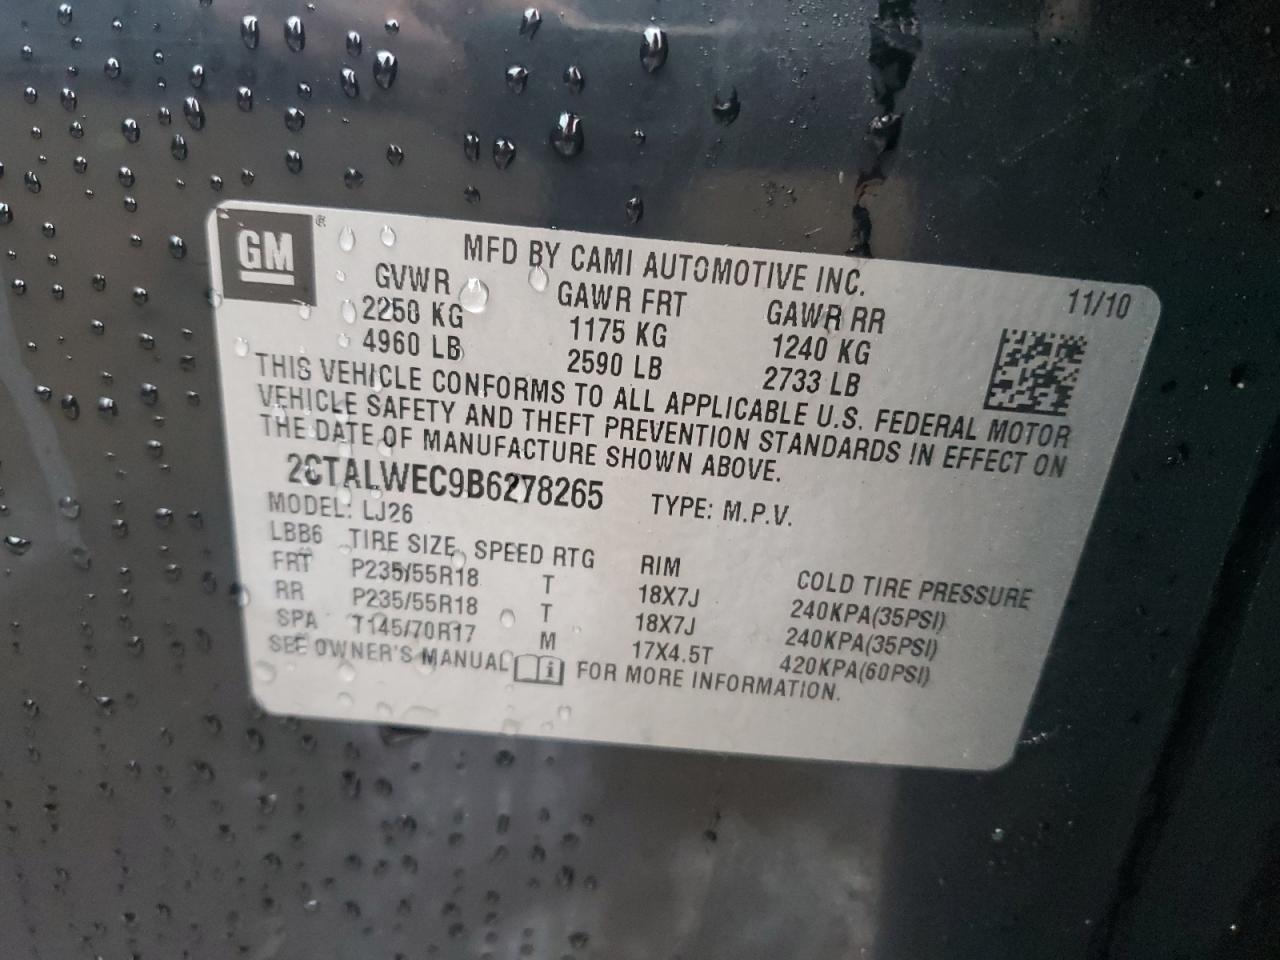 GM ®
MFD BY CAMI AUTOMOTIVE INC.
11/10
GVWR GAWR FRT GAWR RR
2250 KG 1175 KG 1240 KG
4960 LB 2590 LB 2733 LB
THIS VEHICLE CONFORMS TO ALL APPLICABLE U.S. FEDERAL MOTOR
VEHICLE SAFETY AND THEFT PREVENTION STANDARDS IN EFFECT ON
THE DATE OF MANUFACTURE SHOWN ABOVE.
2CTALWEC9B6278265 TYPE: M.P.V.
MODEL: LJ26
LBB6 TIRE SIZE SPEED RTG RIM COLD TIRE PRESSURE
FRT P235/55R18 T 18X7J 240KPA(35PSI)
RR P235/55R18 T 18X7J 240KPA(35PSI)
SPA T145/70R17 M 17X4.5T 420KPA(60PSI)
SEE OWNER'S MANUAL i FOR MORE INFORMATION.